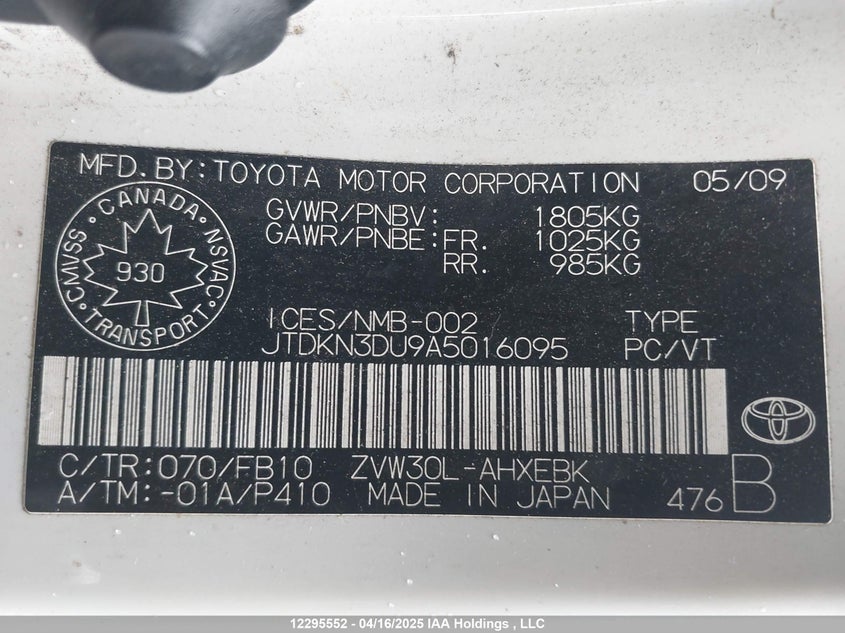 MFD.BY:TOYOTA MOTOR CORPORATION 05/09
GVWR/PNBV: 1805KG
GAWR/PNBE:FR. 1025KG
RR. 985KG
CANADA · NSVAC · TRANSPORT · CMVSS ·
930
ICES/NMB-002 TYPE
JTDKN3DU9A5016095 PC/VT
C/TR:070/FB10 ZVW30L-AHXEBK
A/TM:-01A/P410 MADE IN JAPAN 476 B
12295552 - 04/16/2025 IAA Holdings , LLC